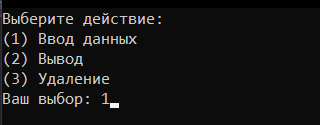 Выберите действие:
(1) Ввод данных
(2) Вывод
(3) Удаление
Ваш выбор: 1